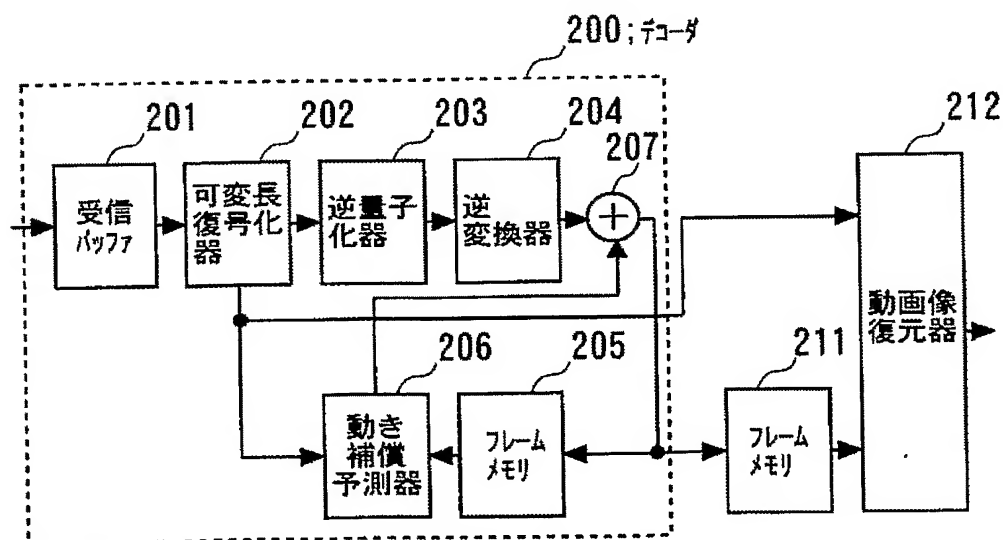 200;デコーダ
201
202
203
204
207
212
受信
バッファ
可変長
復号化
器
逆量子
化器
逆
変換器
+
動画像
復元器
206
205
211
動き
補償
予測器
フレーム
メモリ
フレーム
メモリ